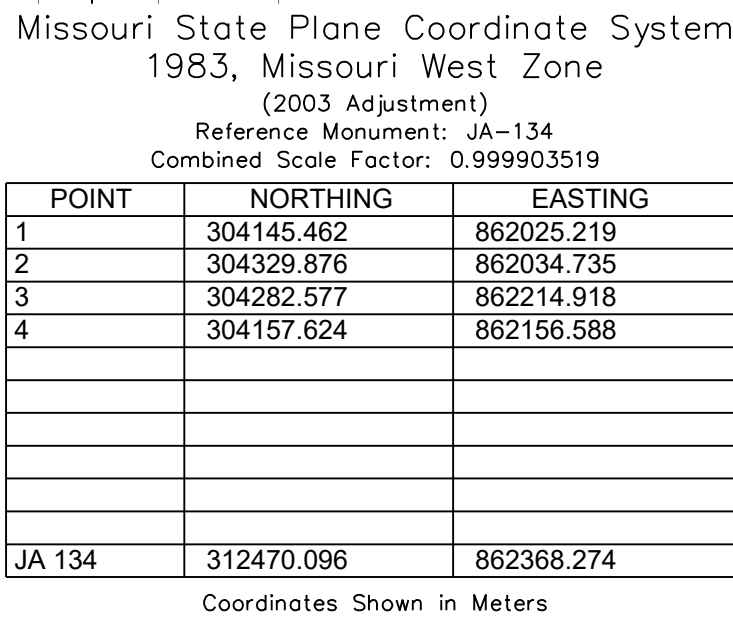 Missouri State Plane Coordinate System
1983, Missouri West Zone
(2003 Adjustment)
Reference Monument: JA-134
Combined Scale Factor: 0.999903519
POINT NORTHING EASTING
1 304145.462 862025.219
2 304329.876 862034.735
3 304282.577 862214.918
4 304157.624 862156.588
JA 134 312470.096 862368.274
Coordinates Shown in Meters